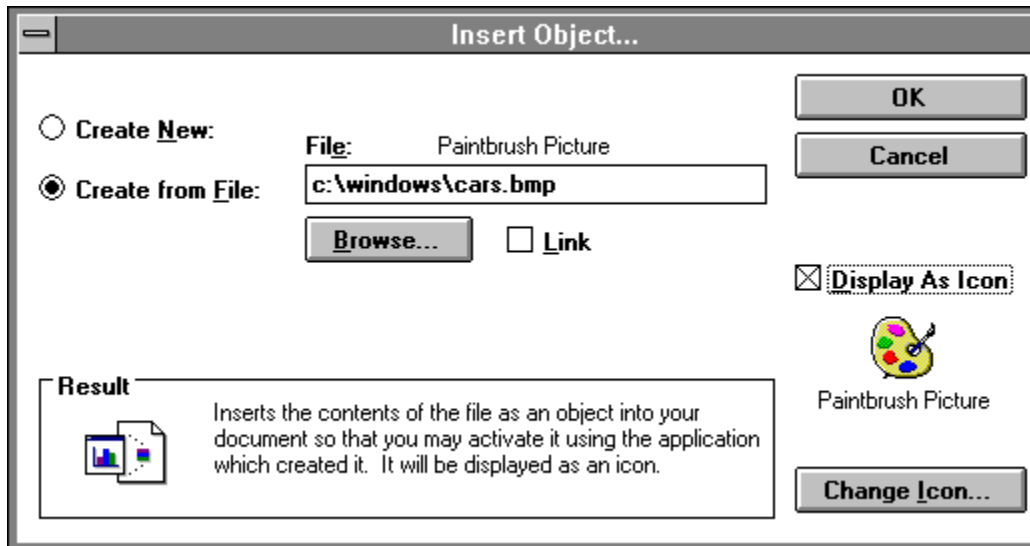 Insert Object...
Create New:
Create from File:
File: Paintbrush Picture
c:\windows\cars.bmp
Browse...
Link
OK
Cancel
Display As Icon
Paintbrush Picture
Change Icon...
Result
Inserts the contents of the file as an object into your
document so that you may activate it using the application
which created it.  It will be displayed as an icon.